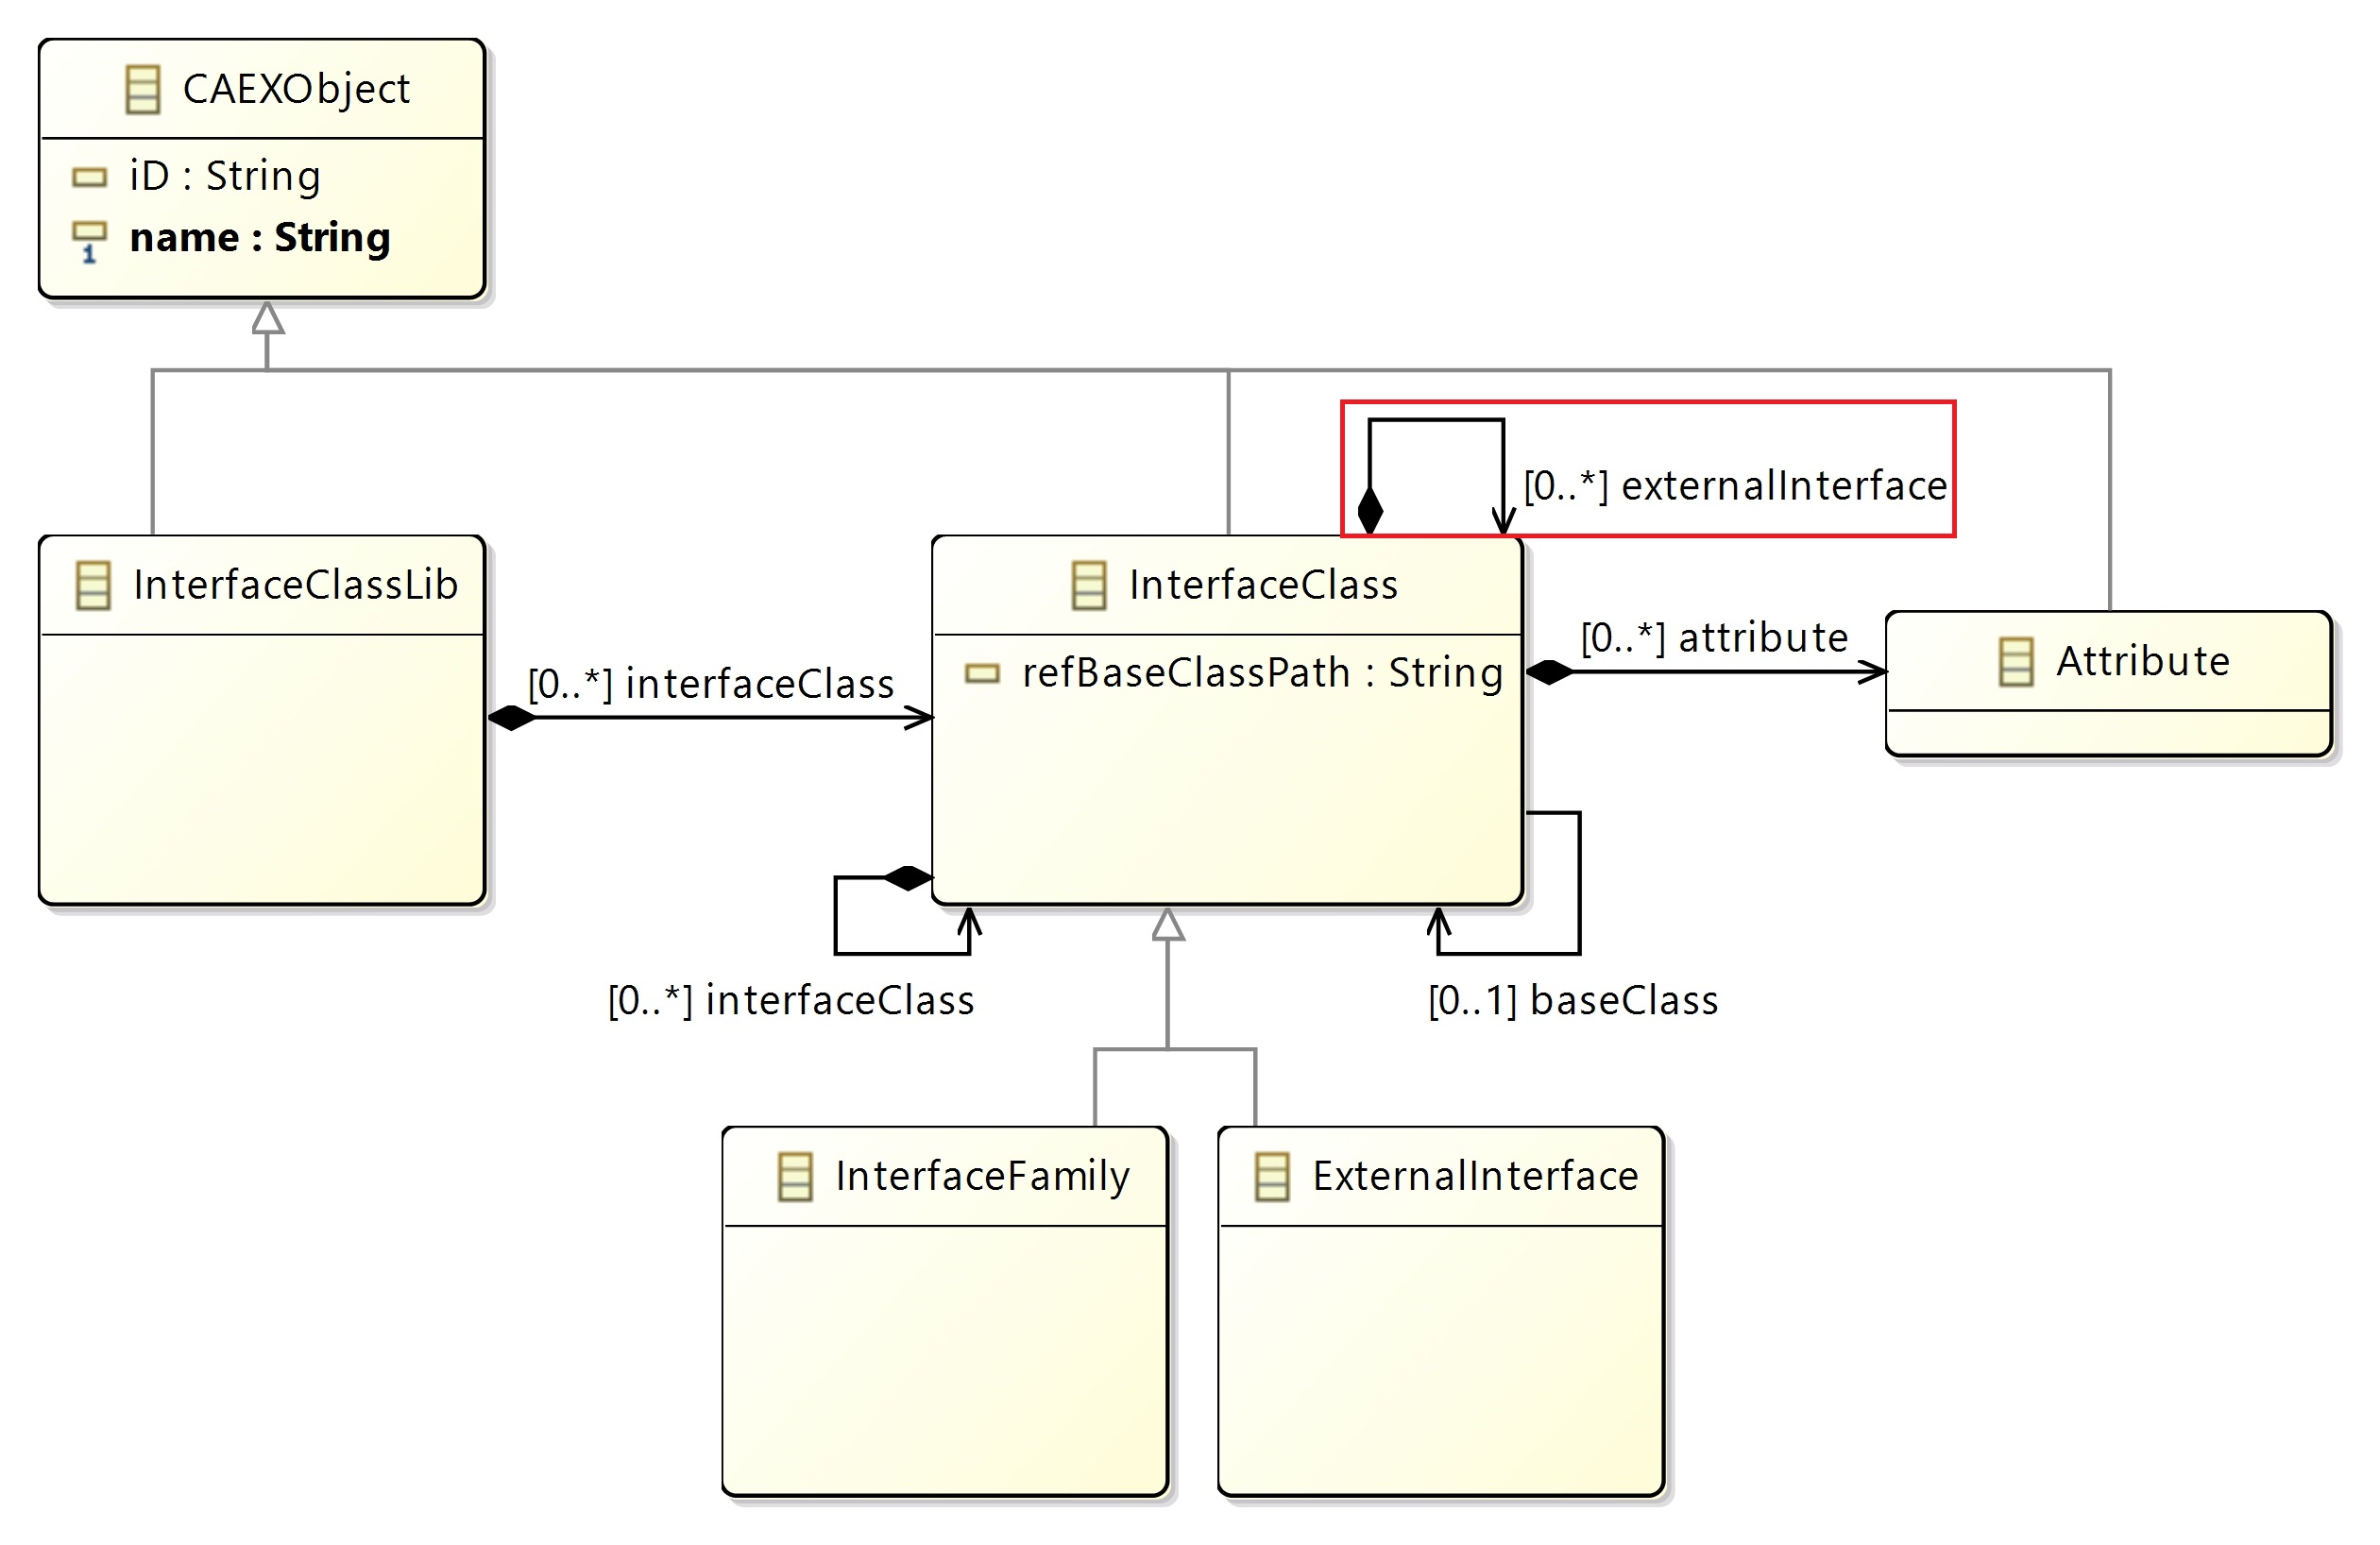 CAEXObject
iD : String
name : String
1
[0..*] externalInterface
InterfaceClassLib
InterfaceClass
[0..*] attribute
Attribute
[0..*] interfaceClass
refBaseClassPath : String
[0..*] interfaceClass
[0..1] baseClass
InterfaceFamily
ExternalInterface